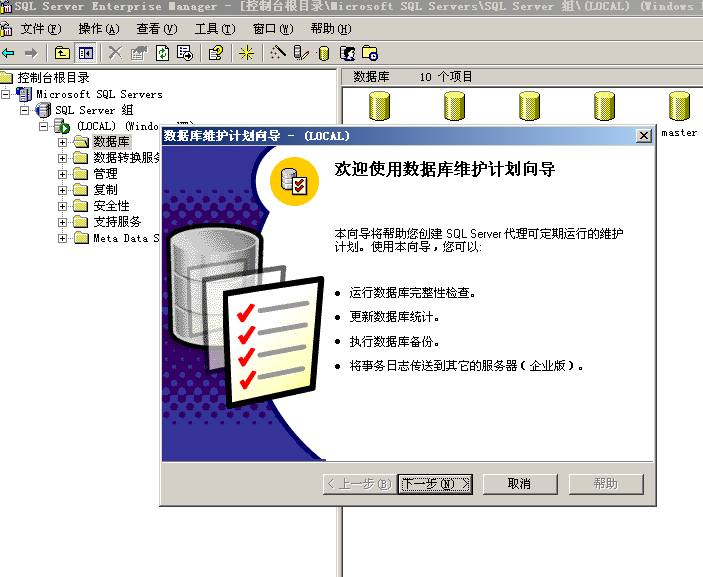 SQL Server Enterprise Manager - [控制台根目录\Microsoft SQL Servers\SQL Server 组\(LOCAL) (Windows
文件(F) 操作(A) 查看(V) 工具(T) 窗口(W) 帮助(H)
控制台根目录
数据库 10 个项目
Microsoft SQL Servers
SQL Server 组
(LOCAL) (Windows NT)
数据库
数据转换服务
管理
复制
安全性
支持服务
Meta Data S
master
数据库维护计划向导 - (LOCAL)
欢迎使用数据库维护计划向导
本向导将帮助您创建 SQL Server 代理可定期运行的维护
计划。使用本向导，您可以:
• 运行数据库完整性检查。
• 更新数据库统计。
• 执行数据库备份。
• 将事务日志传送到其它的服务器（企业版）。
< 上一步(B) 下一步(N) > 取消 帮助